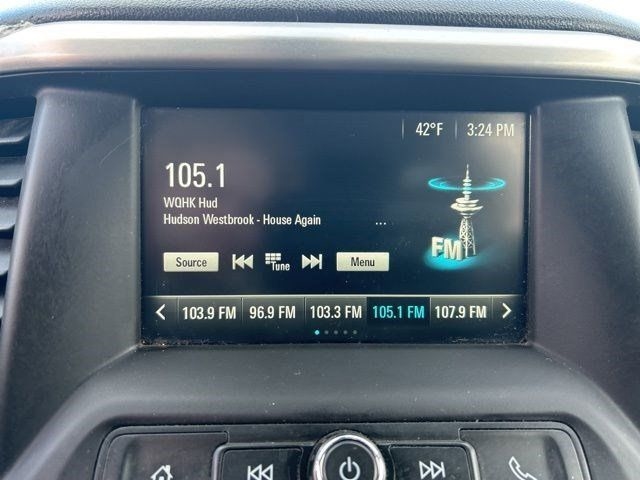 42°F 3:24 PM
105.1
WQHK Hud
Hudson Westbrook - House Again ...
FM
Source Tune Menu
103.9 FM 96.9 FM 103.3 FM 105.1 FM 107.9 FM